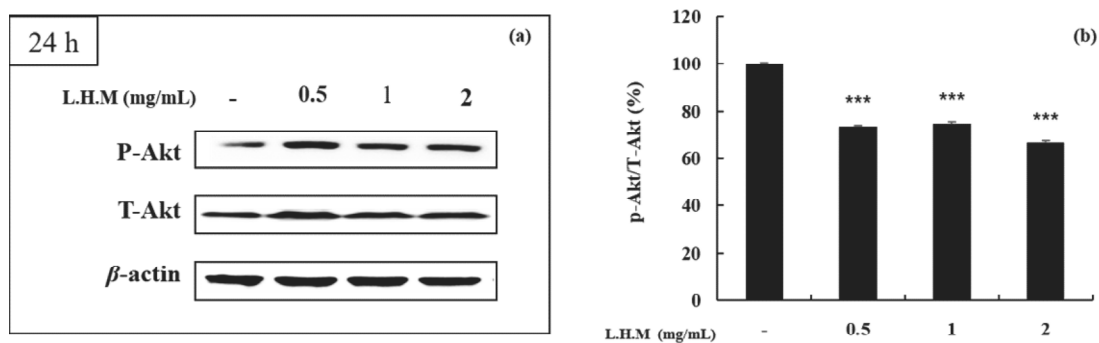 24 h
(a)
L.H.M (mg/mL) - 0.5 1 2
P-Akt
T-Akt
β-actin
(b)
p-Akt/T-Akt (%)
120
100
80
60
40
20
0
*** *** ***
L.H.M (mg/mL) - 0.5 1 2